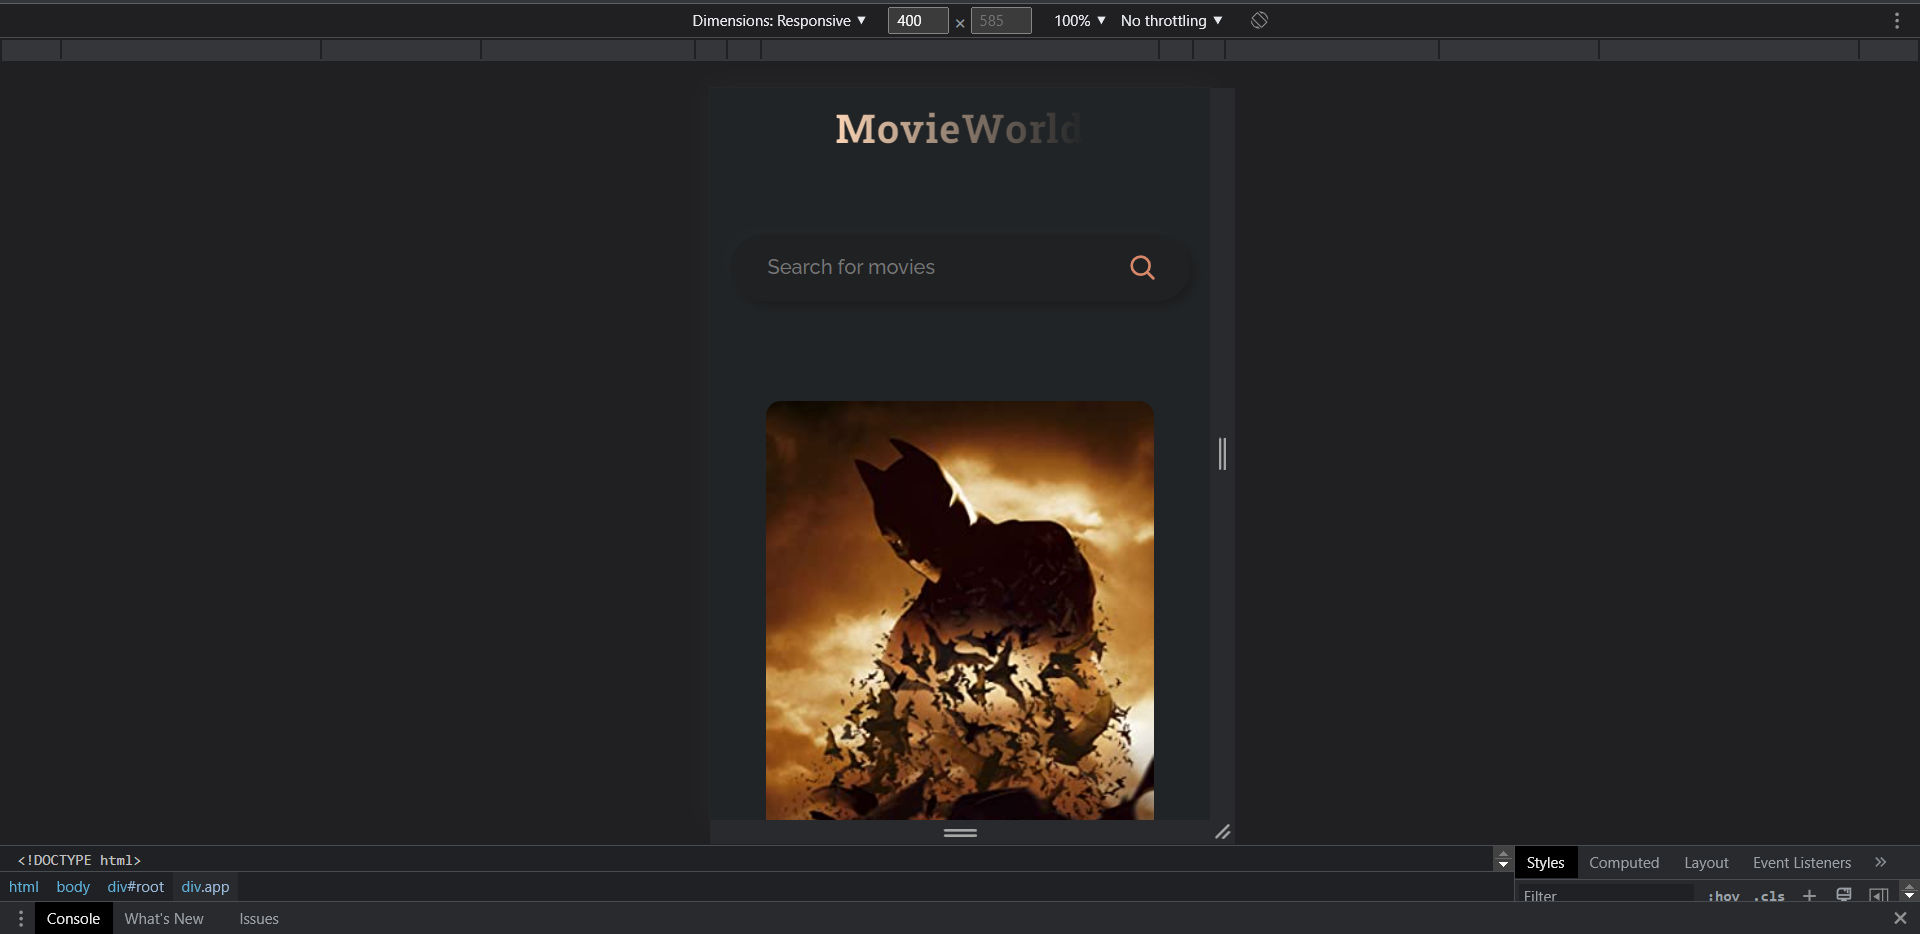 Dimensions: Responsive ▼ 400 × 585 100% ▼ No throttling ▼
MovieWorld
Search for movies
<!DOCTYPE html>
html body div#root div.app
Styles Computed Layout Event Listeners »
Filter :hov .cls +
Console What's New Issues